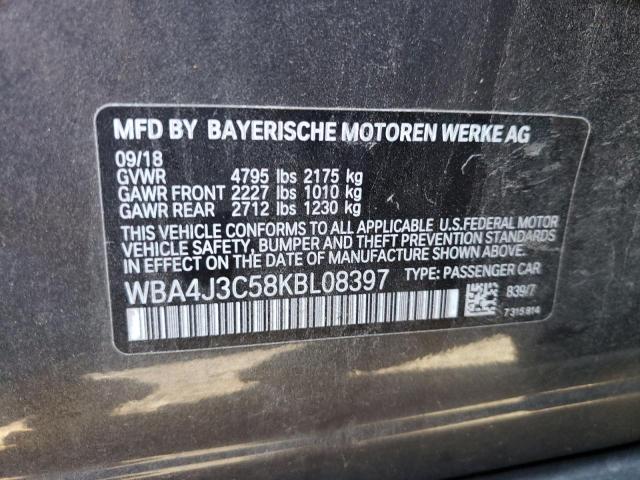 MFD BY BAYERISCHE MOTOREN WERKE AG
09/18
GVWR 4795 lbs 2175 kg
GAWR FRONT 2227 lbs 1010 kg
GAWR REAR 2712 lbs 1230 kg
THIS VEHICLE CONFORMS TO ALL APPLICABLE U.S.FEDERAL MOTOR
VEHICLE SAFETY, BUMPER AND THEFT PREVENTION STANDARDS
IN EFFECT ON THE DATE OF MANUFACTURE SHOWN ABOVE.
WBA4J3C58KBL08397 TYPE: PASSENGER CAR
839/7
7315814